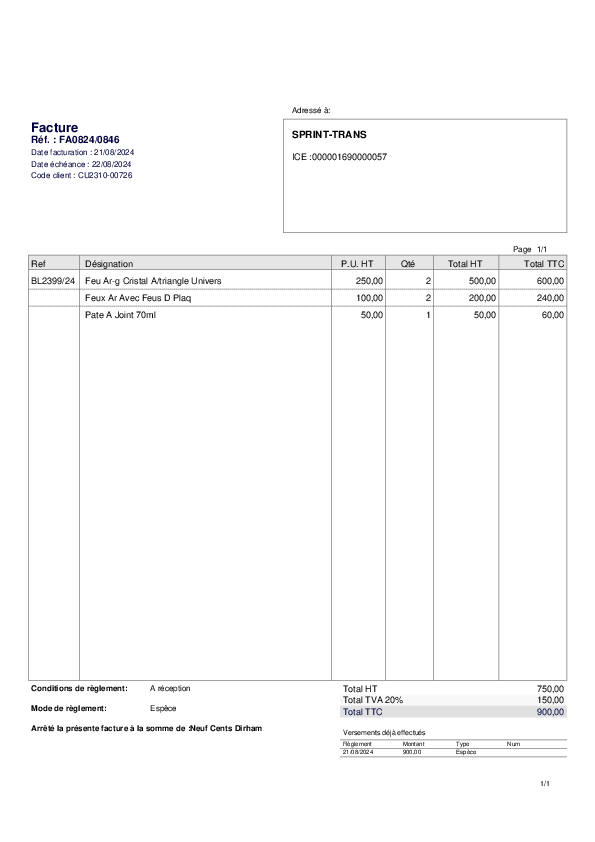 Adressé à:
Facture
Réf. : FA0824/0846
Date facturation : 21/08/2024
Date échéance : 22/08/2024
Code client : CU2310-00726
SPRINT-TRANS
ICE :000001690000057
Page 1/1
Ref Désignation P.U. HT Qté Total HT Total TTC
BL2399/24 Feu Ar-g Cristal A/triangle Univers 250,00 2 500,00 600,00
Feux Ar Avec Feus D Plaq 100,00 2 200,00 240,00
Pate A Joint 70ml 50,00 1 50,00 60,00
Conditions de règlement: A réception
Mode de règlement: Espèce
Arrêté la présente facture à la somme de :Neuf Cents Dirham
Total HT 750,00
Total TVA 20% 150,00
Total TTC 900,00
Versements déjà effectués
Règlement Montant Type Num
21/08/2024 900,00 Espèce
1/1